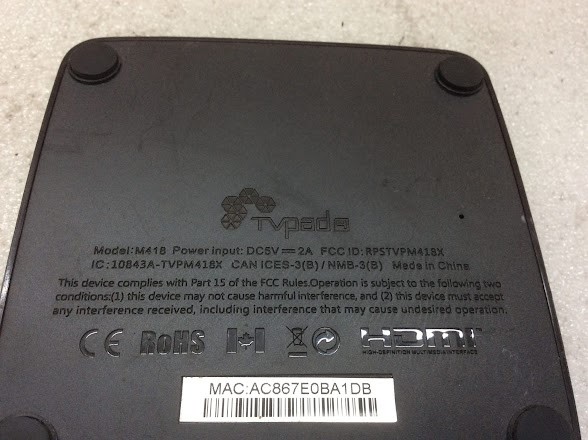 TVpad4
Model:M418 Power input: DC5V⎓2A FCC ID:RPSTVPM418X
IC:10843A-TVPM418X CAN ICES-3(B) / NMB-3(B) Made in China
This device complies with Part 15 of the FCC Rules.Operation is subject to the following two
conditions:(1) this device may not cause harmful interference, and (2) this device must accept
any interference received, including interference that may cause undesired operation.
CE RoHS HDMI
HIGH-DEFINITION MULTIMEDIA INTERFACE
MAC:AC867E0BA1DB